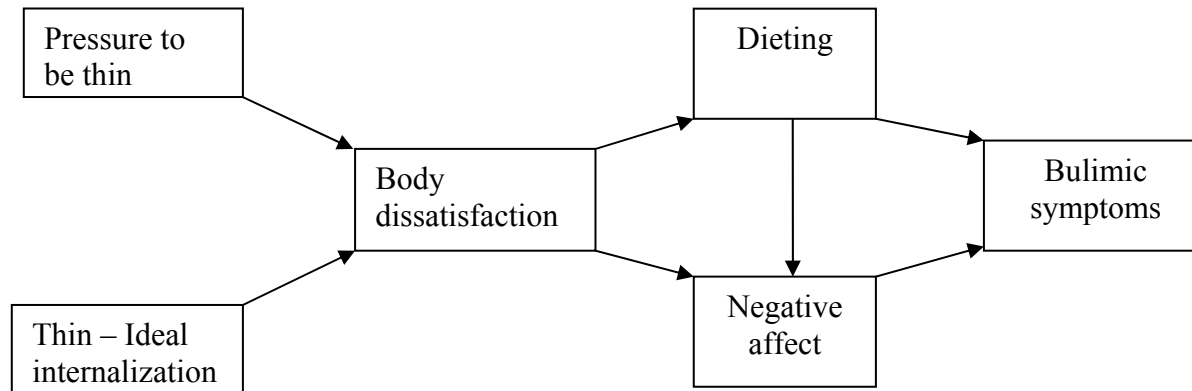 Pressure to
be thin
Thin – Ideal
internalization
Body
dissatisfaction
Dieting
Negative
affect
Bulimic
symptoms